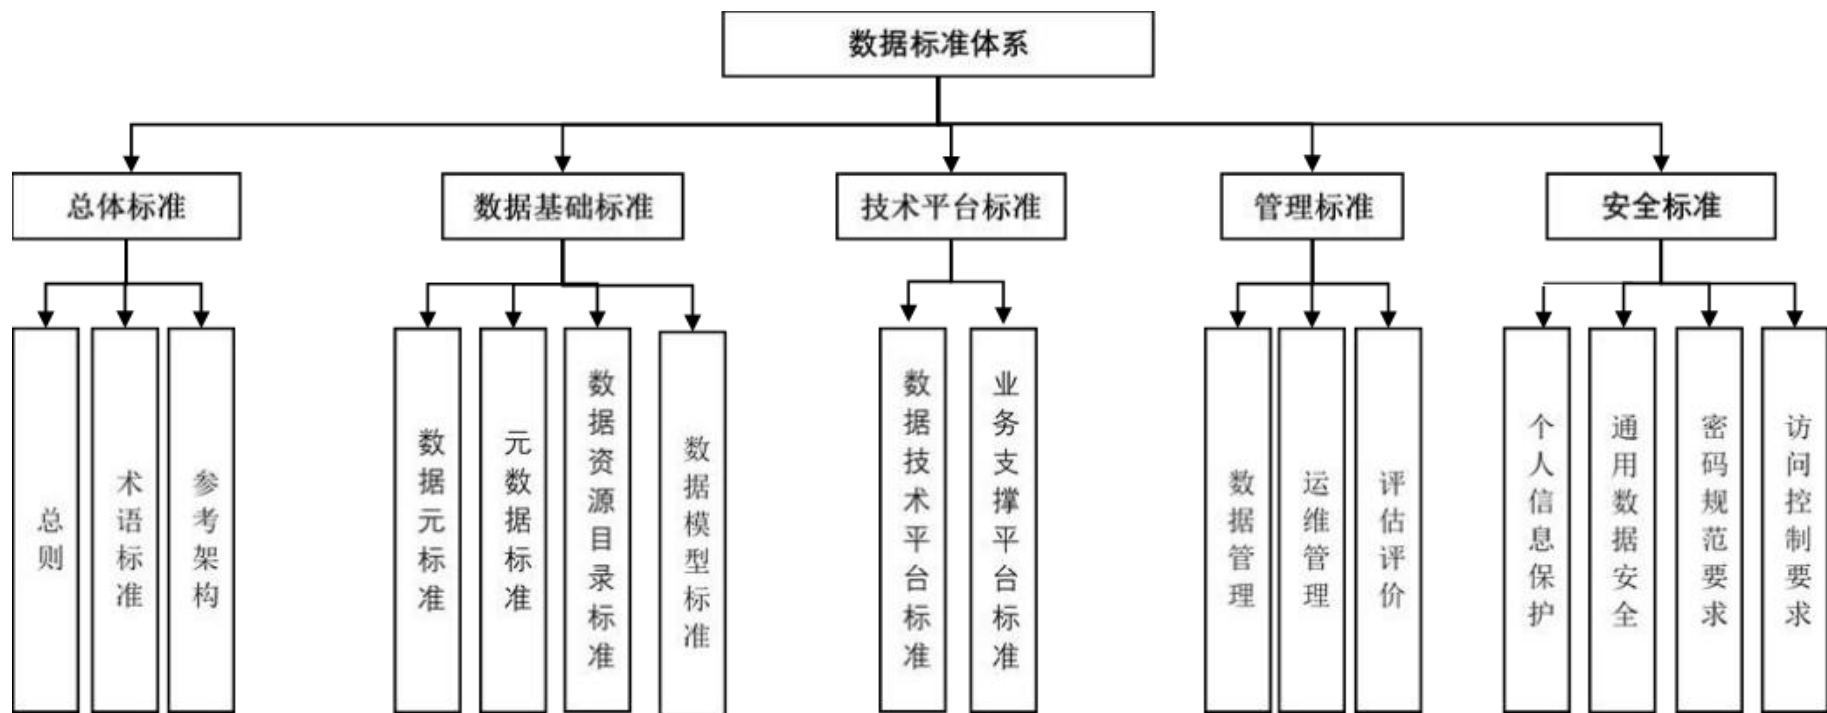 数据标准体系
总体标准
数据基础标准
技术平台标准
管理标准
安全标准
总则
术语标准
参考架构
数据元标准
元数据标准
数据资源目录标准
数据模型标准
数据技术平台标准
业务支撑平台标准
数据管理
运维管理
评估评价
个人信息保护
通用数据安全
密码规范要求
访问控制要求